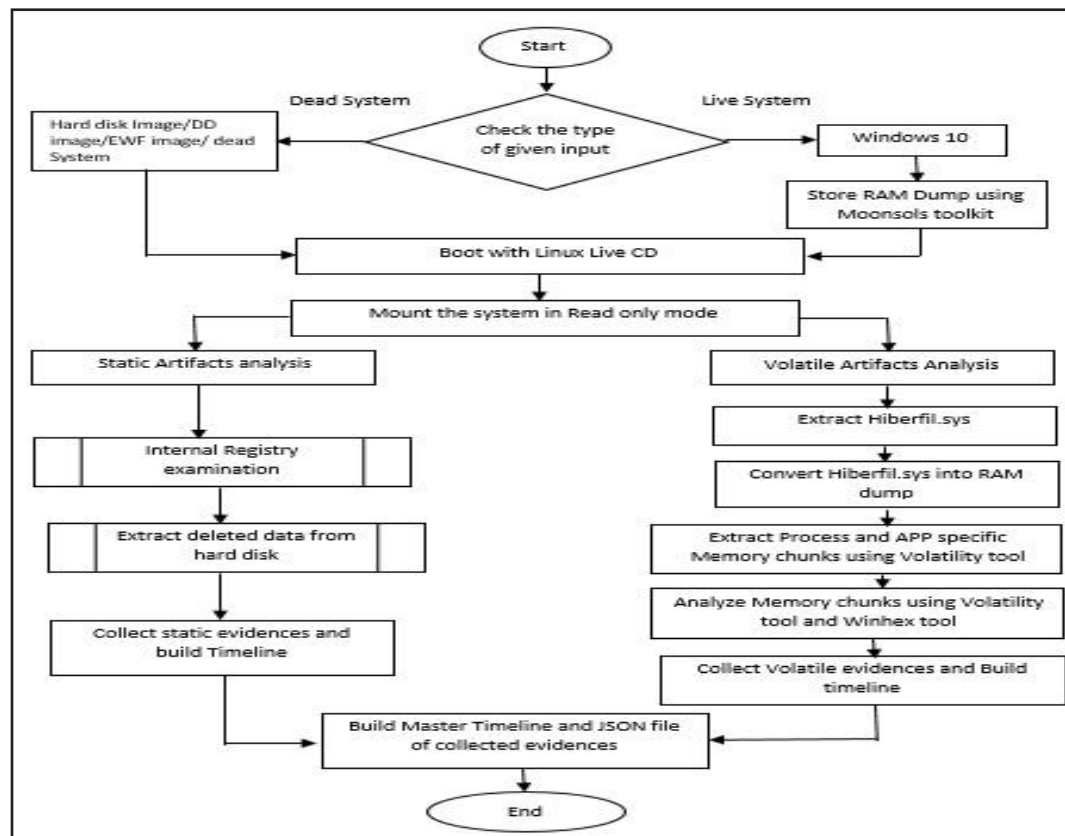 Start
Dead System
Live System
Check the type
of given input
Hard disk Image/DD
image/EWF image/ dead
System
Windows 10
Store RAM Dump using
Moonsols toolkit
Boot with Linux Live CD
Mount the system in Read only mode
Static Artifacts analysis
Internal Registry
examination
Extract deleted data from
hard disk
Collect static evidences and
build Timeline
Volatile Artifacts Analysis
Extract Hiberfil.sys
Convert Hiberfil.sys into RAM
dump
Extract Process and APP specific
Memory chunks using Volatility tool
Analyze Memory chunks using Volatility
tool and Winhex tool
Collect Volatile evidences and Build
timeline
Build Master Timeline and JSON file
of collected evidences
End